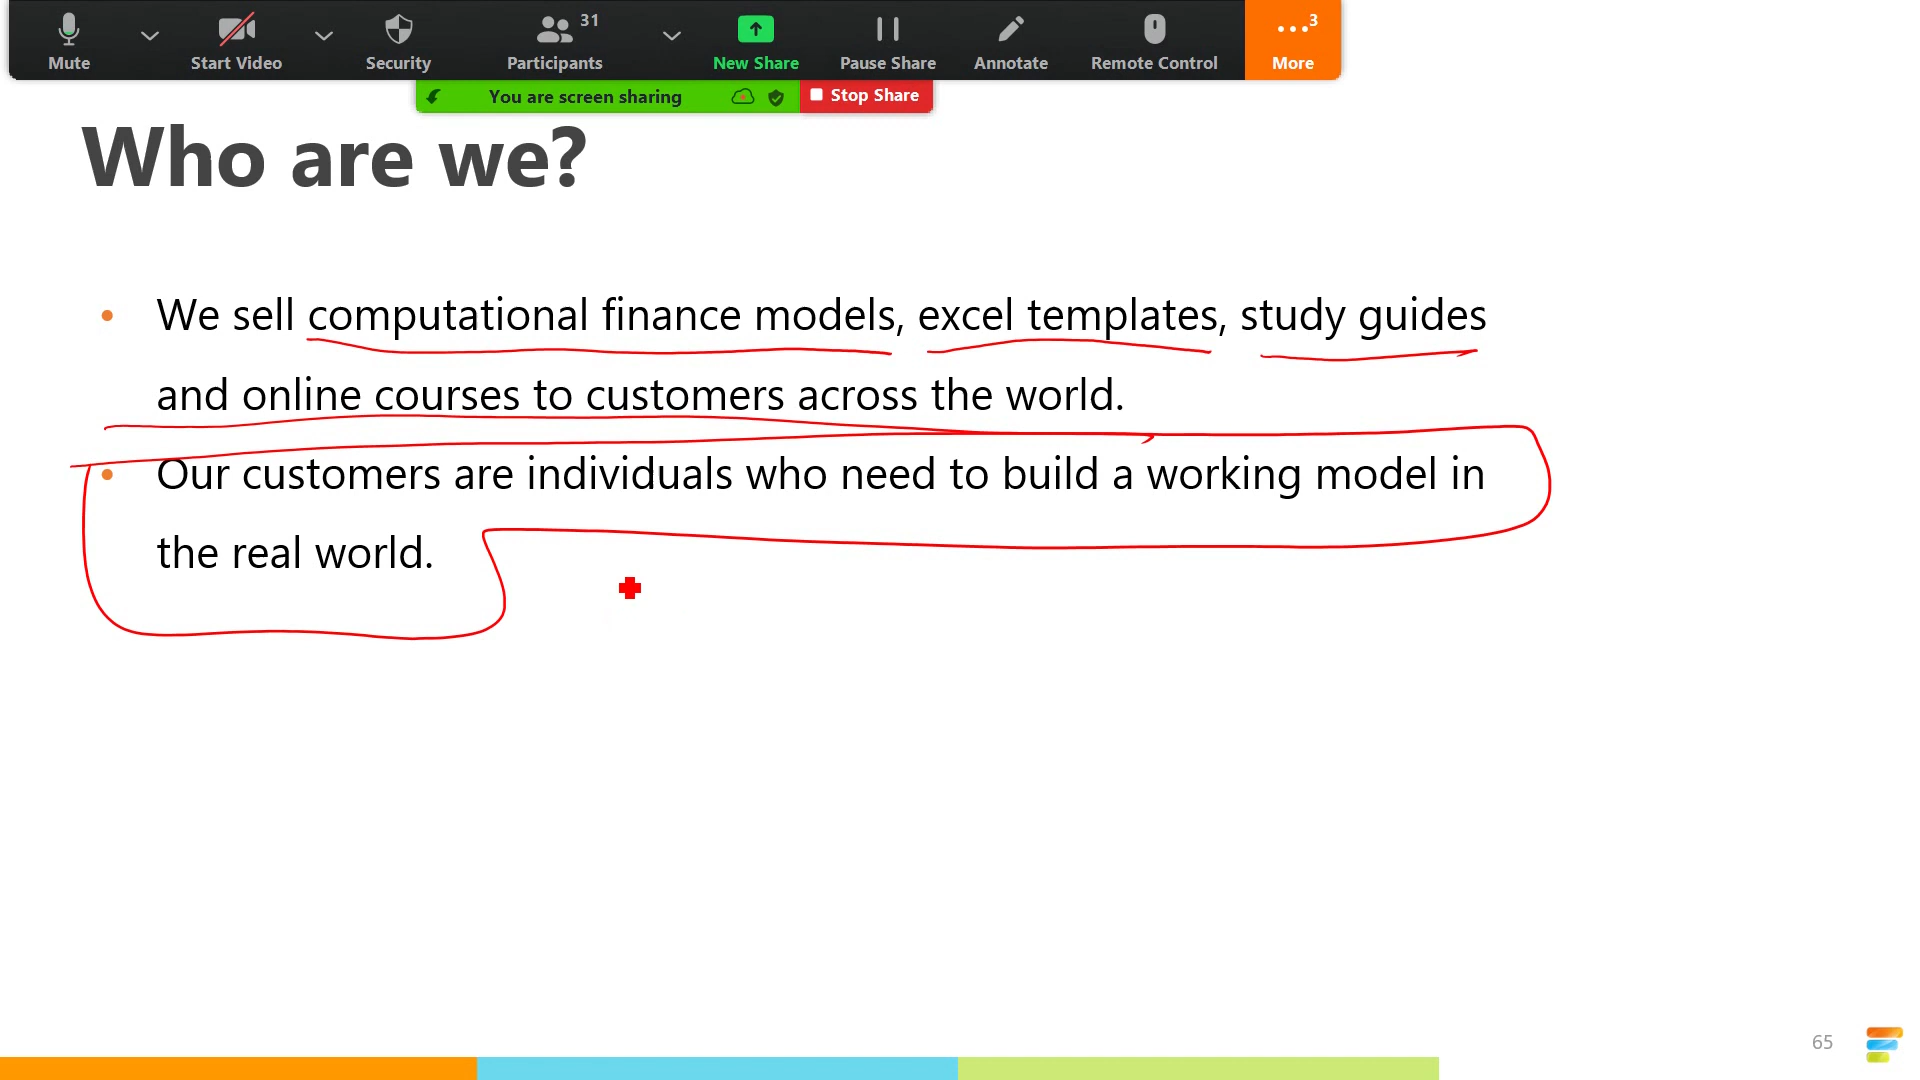 Mute
Start Video
Security
Participants 31
New Share
Pause Share
Annotate
Remote Control
More 3
You are screen sharing
Stop Share
Who are we?
• We sell computational finance models, excel templates, study guides
and online courses to customers across the world.
• Our customers are individuals who need to build a working model in
the real world.
65